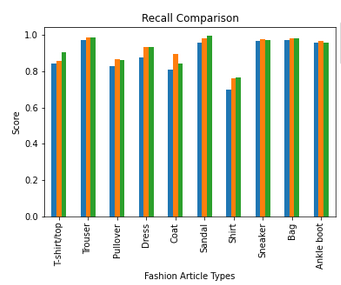 Recall Comparison
1.0
0.8
0.6
0.4
0.2
0.0
Score
T-shirt/top
Trouser
Pullover
Dress
Coat
Sandal
Shirt
Sneaker
Bag
Ankle boot
Fashion Article Types